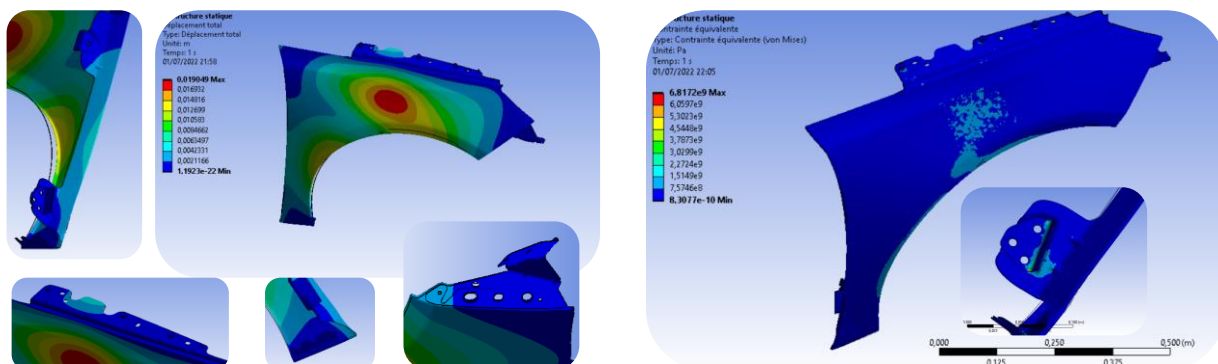 ructure statique
éplacement total
Type: Déplacement total
Unité: m
Temps: 1 s
01/07/2022 21:58
0,019049 Max
0,016932
0,014816
0,012699
0,010583
0,0084662
0,0063497
0,0042331
0,0021166
1,1923e-22 Min
ructure statique
ontrainte équivalente
Type: Contrainte équivalente (von Mises)
Unité: Pa
Temps: 1 s
01/07/2022 22:05
6,8172e9 Max
6,0597e9
5,3023e9
4,5448e9
3,7873e9
3,0299e9
2,2724e9
1,5149e9
7,5746e8
8,3077e-10 Min
0,000
0,250
0,500 (m)
0,125
0,375